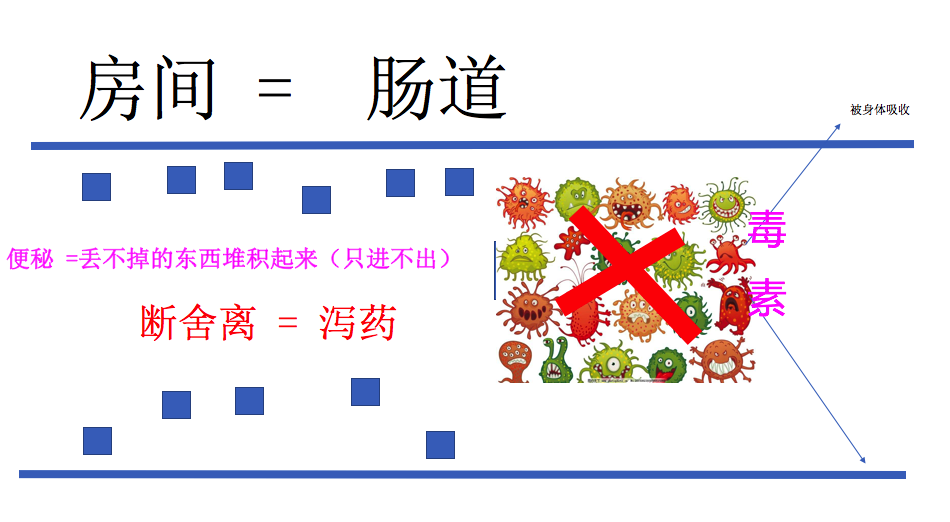 房间 = 肠道
被身体吸收
便秘 =丢不掉的东西堆积起来（只进不出）
毒
素
断舍离 = 泻药